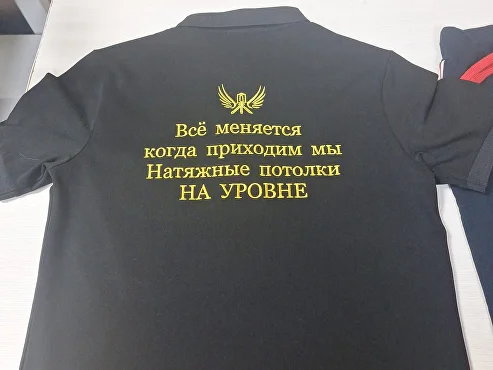 Всё меняется
когда приходим мы
Натяжные потолки
НА УРОВНЕ